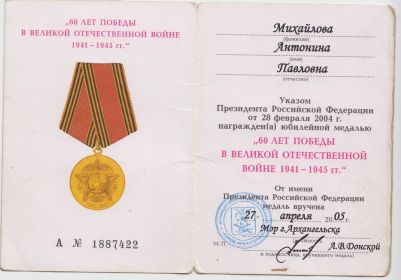 "60 ЛЕТ ПОБЕДЫ
В ВЕЛИКОЙ ОТЕЧЕСТВЕННОЙ ВОЙНЕ
1941–1945 гг."
А № 1887422
Михайлова
(фамилия)
Антонина
(имя)
Павловна
(отчество)
Указом
Президента Российской Федерации
от 28 февраля 2004 г.
награжден(а) юбилейной медалью
"60 ЛЕТ ПОБЕДЫ
В ВЕЛИКОЙ ОТЕЧЕСТВЕННОЙ
ВОЙНЕ 1941–1945 гг."
От имени
Президента Российской Федерации
медаль вручена
27 апреля 2005 г.
Мэр г.Архангельска
М.П. А.В.Донской